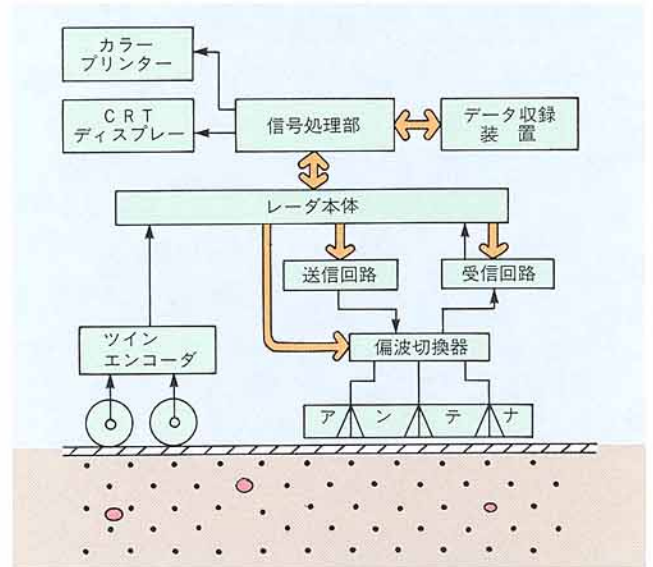 カラー
プリンター
CRT
ディスプレー
信号処理部
データ収録
装置
レーダ本体
送信回路
受信回路
ツイン
エンコーダ
偏波切換器
アンテナ